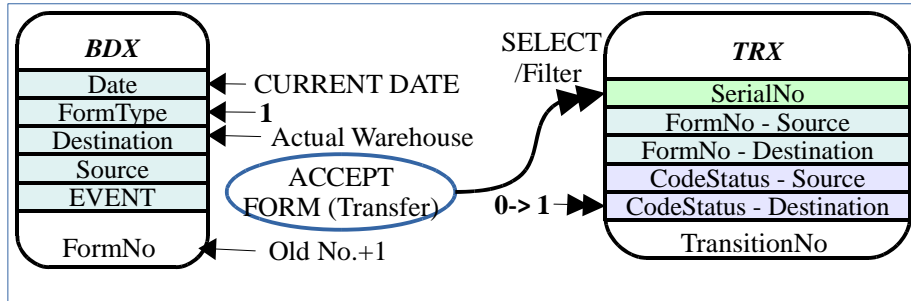 BDX
Date
FormType
Destination
Source
EVENT
FormNo
CURRENT DATE
1
Actual Warehouse
ACCEPT
FORM (Transfer)
Old No.+1
SELECT
/Filter
0-> 1
TRX
SerialNo
FormNo - Source
FormNo - Destination
CodeStatus - Source
CodeStatus - Destination
TransitionNo